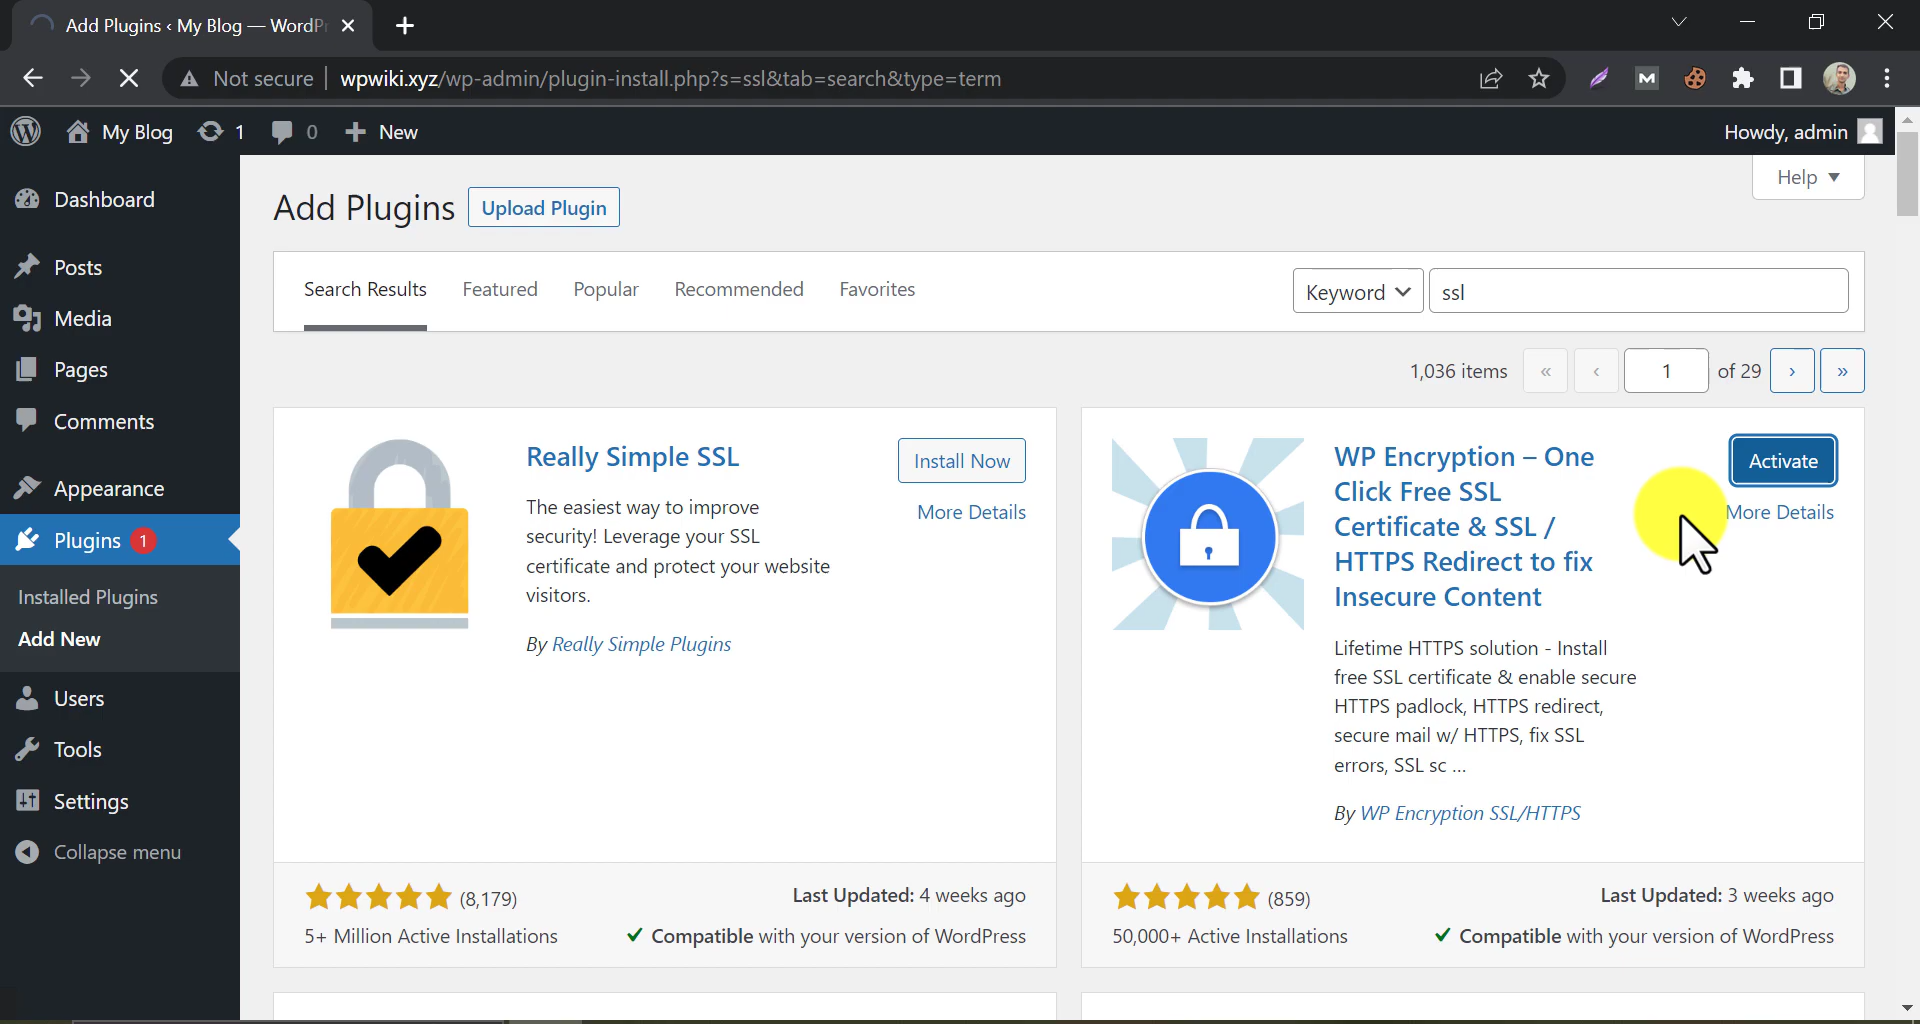 Add Plugins ‹ My Blog — WordPr
Not secure | wpwiki.xyz/wp-admin/plugin-install.php?s=ssl&tab=search&type=term
My Blog 1 0 New
Howdy, admin
Dashboard
Posts
Media
Pages
Comments
Appearance
Plugins 1
Installed Plugins
Add New
Users
Tools
Settings
Collapse menu
Help
Add Plugins
Upload Plugin
Search Results Featured Popular Recommended Favorites
Keyword ssl
1,036 items « ‹ 1 of 29 › »
Really Simple SSL
Install Now
More Details
The easiest way to improve
security! Leverage your SSL
certificate and protect your website
visitors.
By Really Simple Plugins
(8,179)
Last Updated: 4 weeks ago
5+ Million Active Installations
Compatible with your version of WordPress
WP Encryption – One
Click Free SSL
Certificate & SSL /
HTTPS Redirect to fix
Insecure Content
Activate
More Details
Lifetime HTTPS solution - Install
free SSL certificate & enable secure
HTTPS padlock, HTTPS redirect,
secure mail w/ HTTPS, fix SSL
errors, SSL sc ...
By WP Encryption SSL/HTTPS
(859)
Last Updated: 3 weeks ago
50,000+ Active Installations
Compatible with your version of WordPress